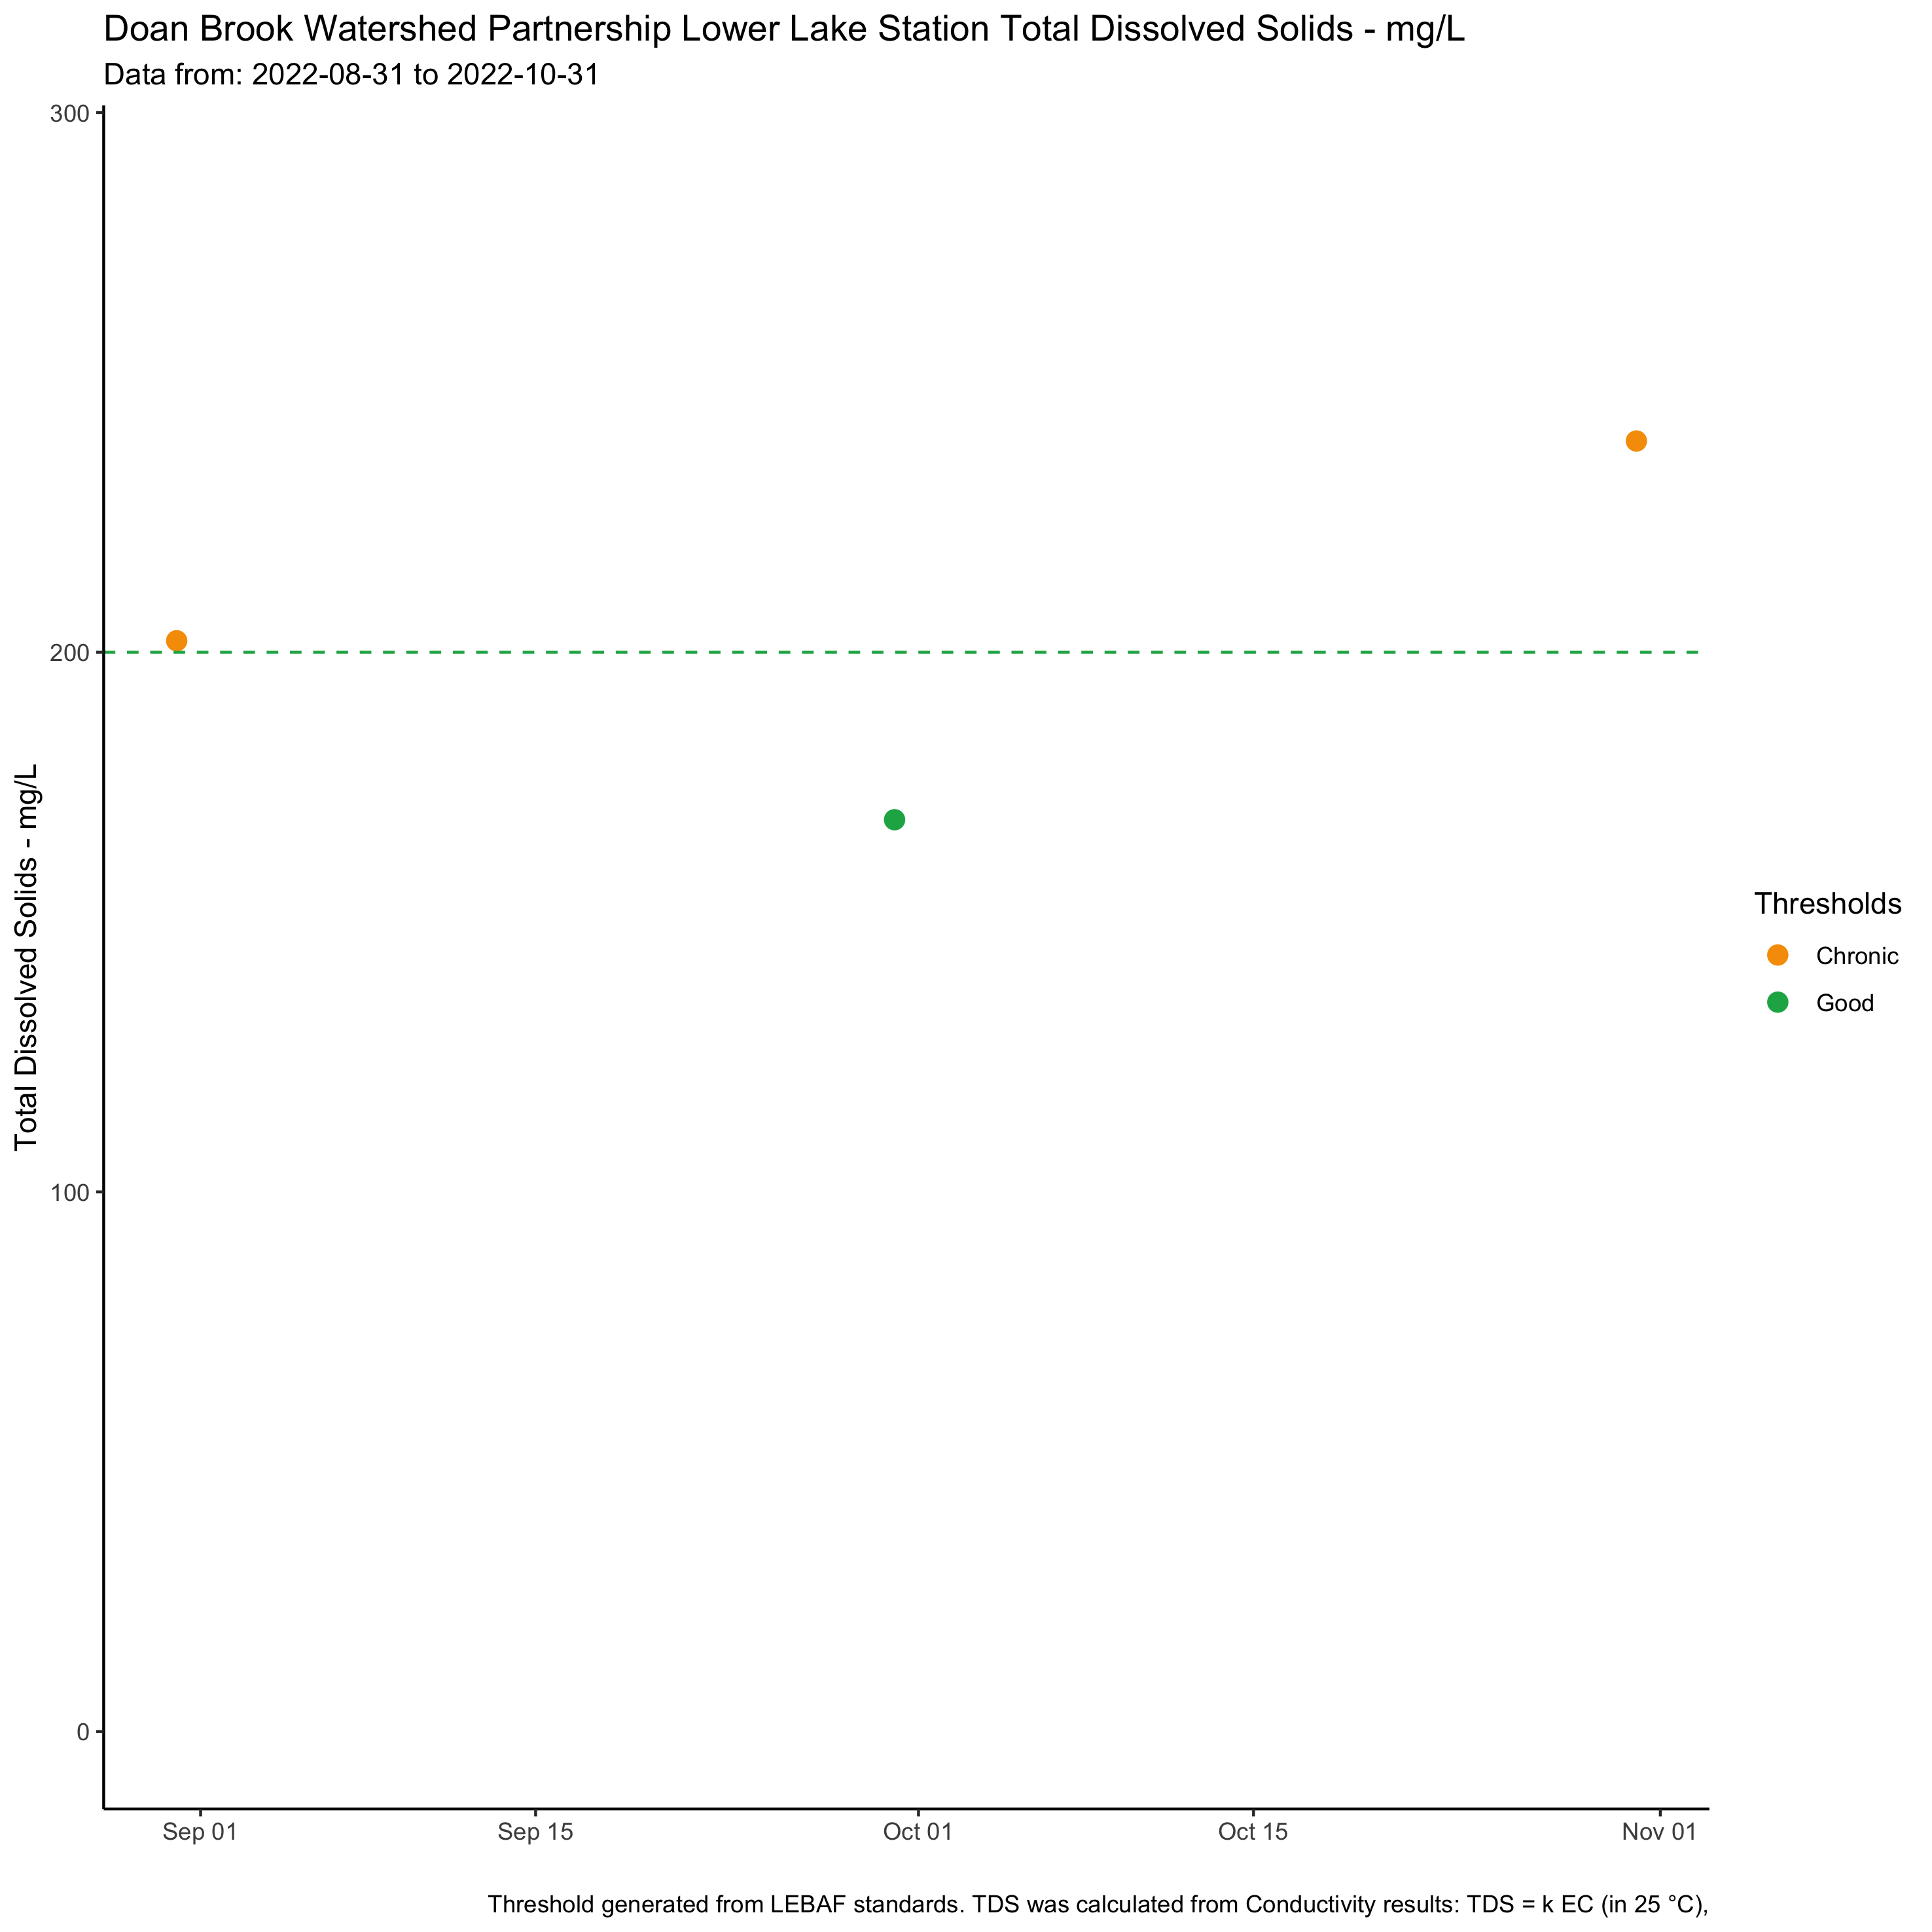 Doan Brook Watershed Partnership Lower Lake Station Total Dissolved Solids - mg/L
Data from: 2022-08-31 to 2022-10-31
300
200
100
0
Total Dissolved Solids - mg/L
Sep 01
Sep 15
Oct 01
Oct 15
Nov 01
Thresholds
Chronic
Good
Threshold generated from LEBAF standards. TDS was calculated from Conductivity results: TDS = k EC (in 25 °C),